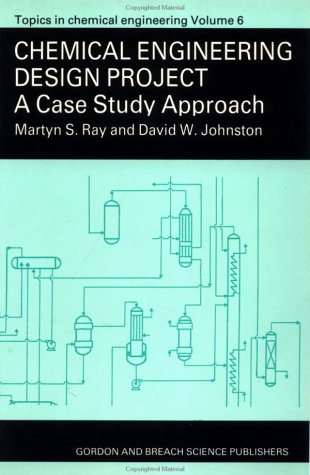 Topics in chemical engineering Volume 6
CHEMICAL ENGINEERING
DESIGN PROJECT
A Case Study Approach
Martyn S. Ray and David W. Johnston
GORDON AND BREACH SCIENCE PUBLISHERS